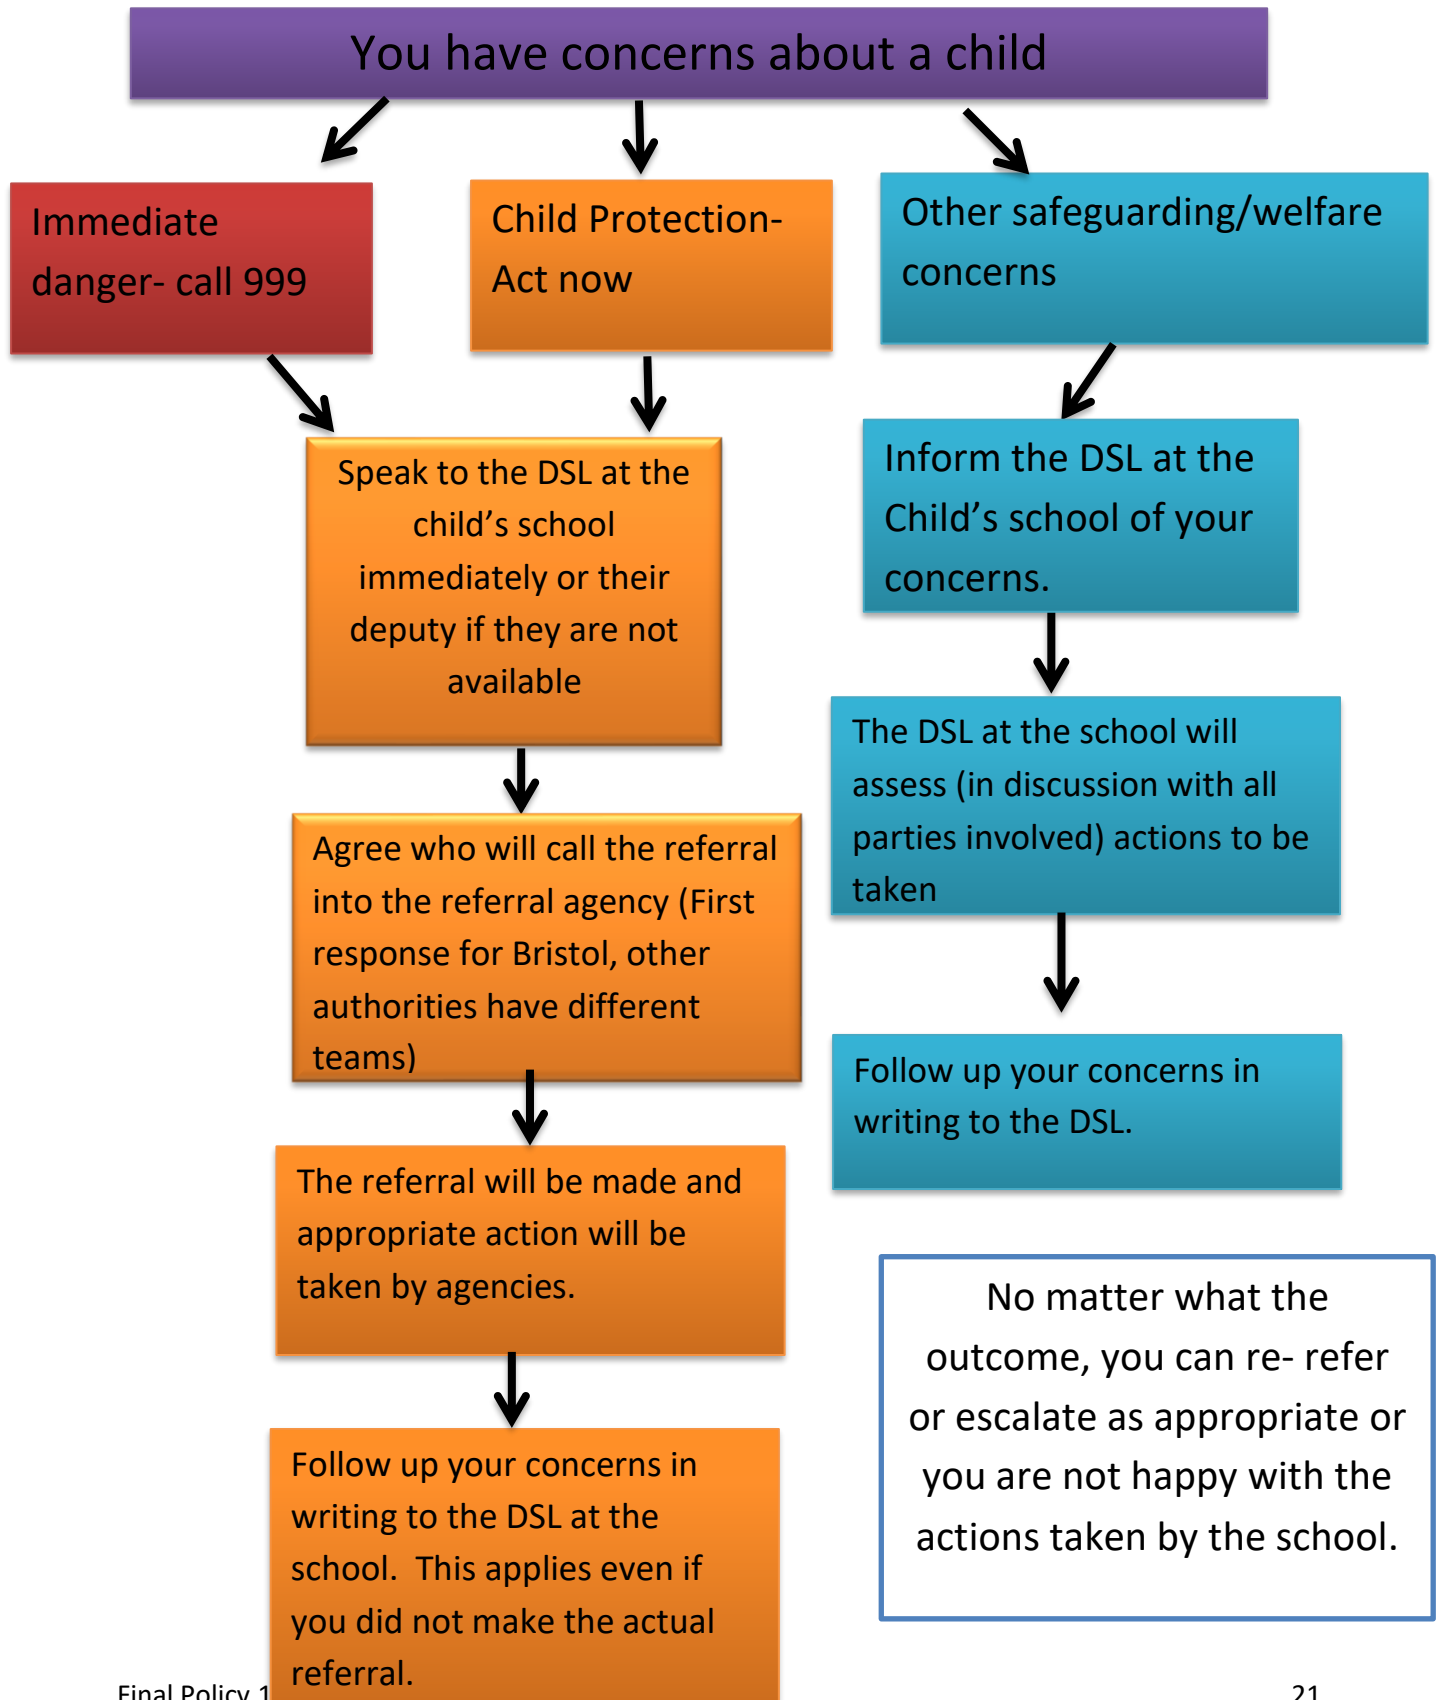 You have concerns about a child
Immediate
danger- call 999
Child Protection-
Act now
Other safeguarding/welfare
concerns
Speak to the DSL at the
child’s school
immediately or their
deputy if they are not
available
Inform the DSL at the
Child’s school of your
concerns.
Agree who will call the referral
into the referral agency (First
response for Bristol, other
authorities have different
teams)
The DSL at the school will
assess (in discussion with all
parties involved) actions to be
taken
The referral will be made and
appropriate action will be
taken by agencies.
Follow up your concerns in
writing to the DSL.
Follow up your concerns in
writing to the DSL at the
school.  This applies even if
you did not make the actual
referral.
No matter what the
outcome, you can re- refer
or escalate as appropriate or
you are not happy with the
actions taken by the school.
Final Policy 1
21